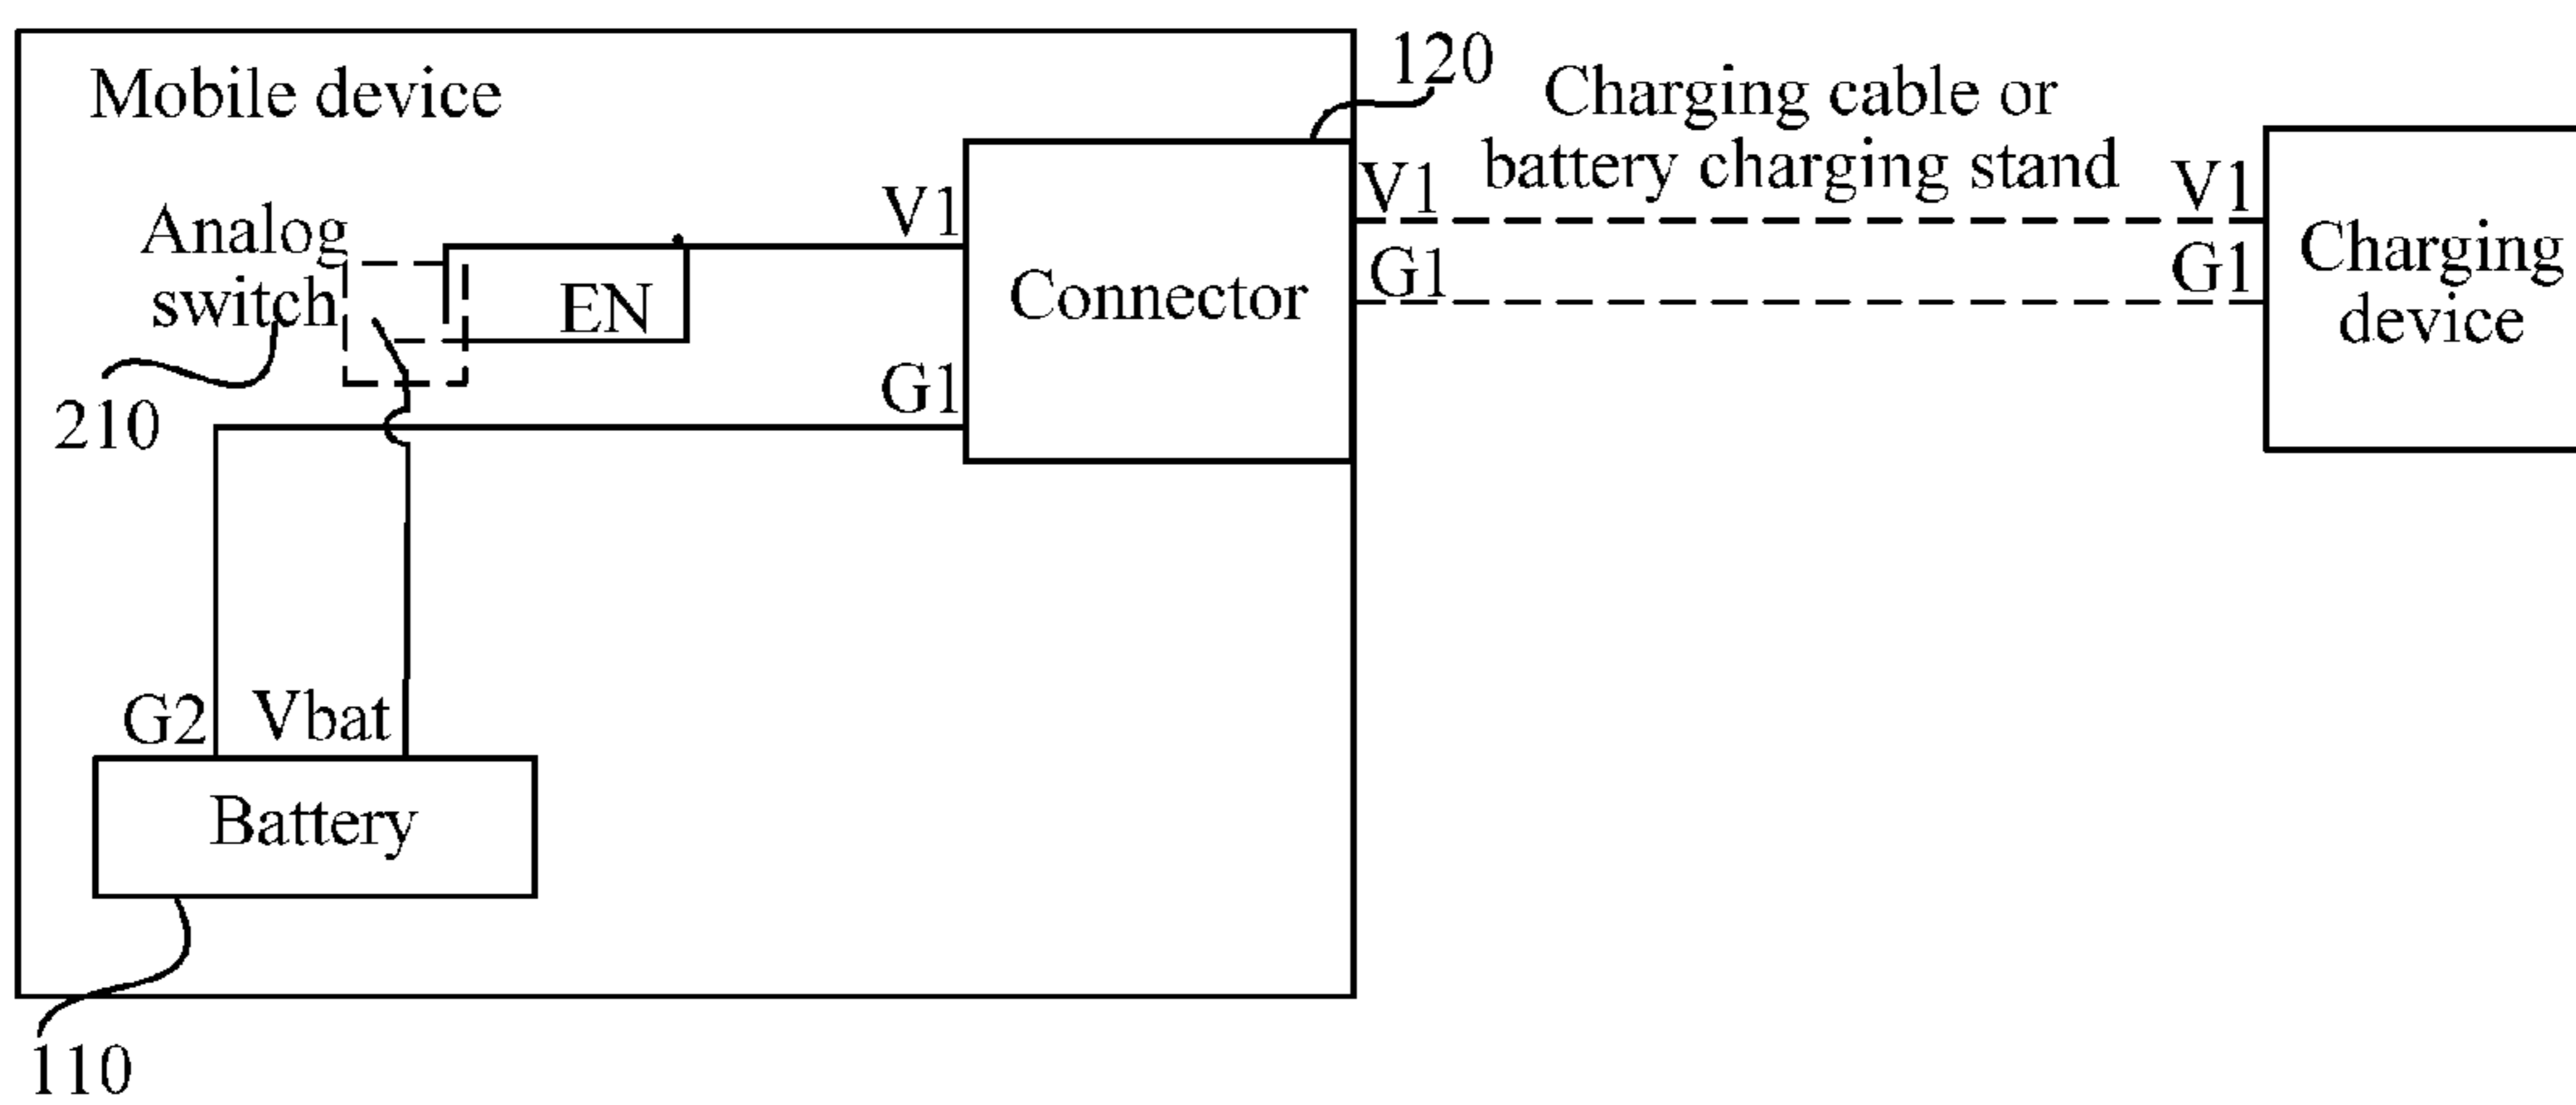 Mobile device
120
Charging cable or
battery charging stand
Analog
switch
V1
V1
V1
EN
Connector
G1
G1
Charging
device
G1
210
G2
Vbat
Battery
110